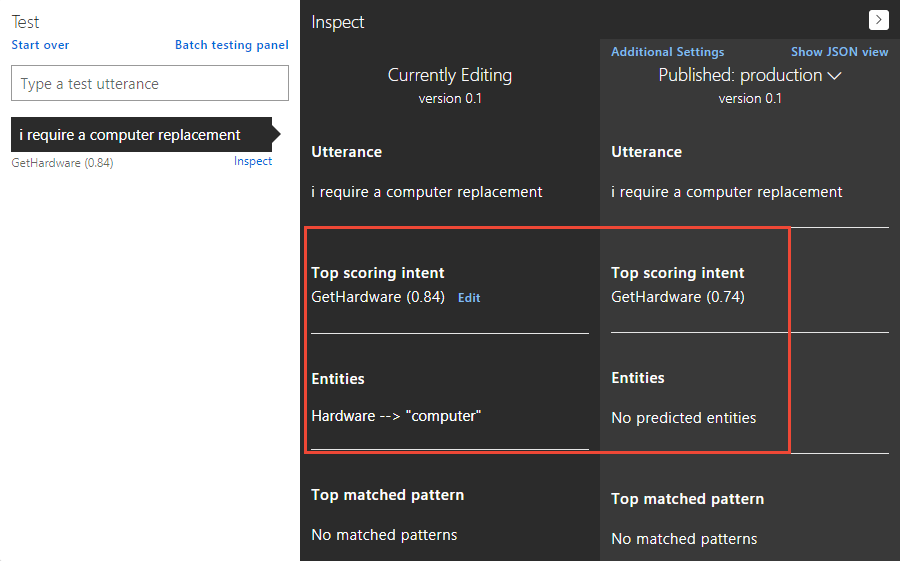 Test
Start over
Batch testing panel
Type a test utterance
i require a computer replacement
GetHardware (0.84)
Inspect
Inspect
Currently Editing
version 0.1
Utterance
i require a computer replacement
Top scoring intent
GetHardware (0.84) Edit
Entities
Hardware --> "computer"
Top matched pattern
No matched patterns
Additional Settings
Show JSON view
Published: production
version 0.1
Utterance
i require a computer replacement
Top scoring intent
GetHardware (0.74)
Entities
No predicted entities
Top matched pattern
No matched patterns